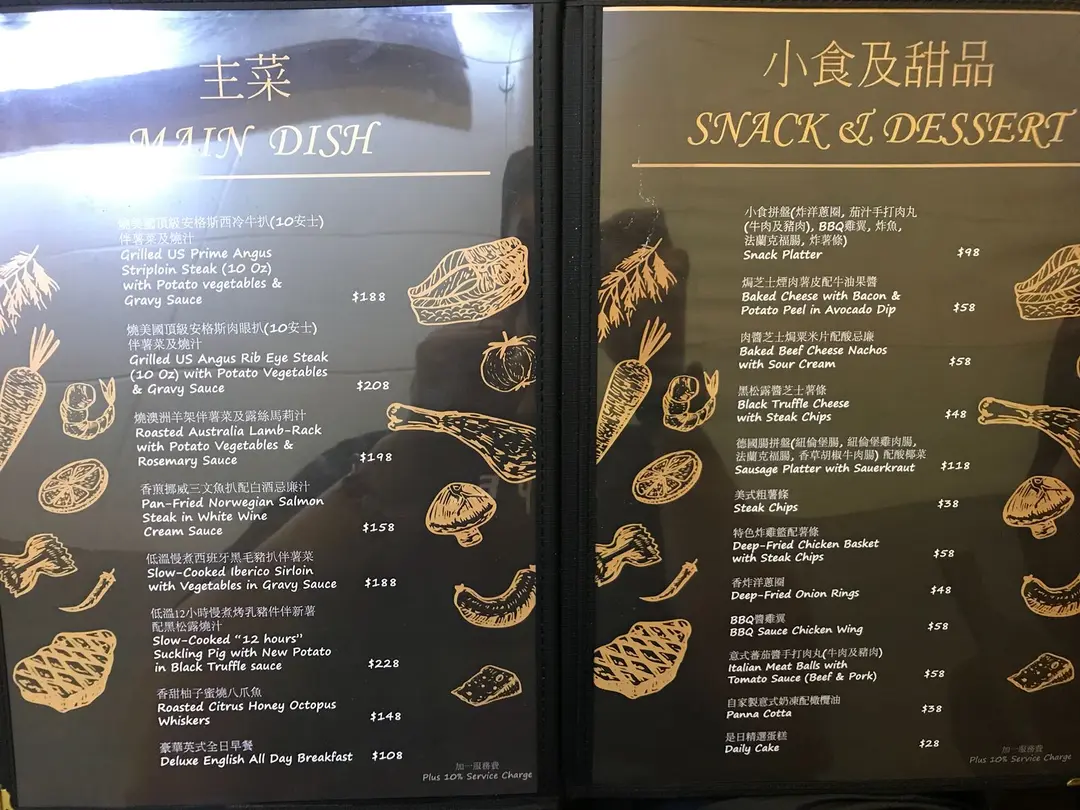 主菜
MAIN DISH
燒美國頂級安格斯西冷牛扒(10安士)
伴薯菜及燒汁
Grilled US Prime Angus
Striploin Steak (10 Oz)
with Potato vegetables &
Gravy Sauce $188
燒美國頂級安格斯肉眼扒(10安士)
伴薯菜及燒汁
Grilled US Angus Rib Eye Steak
(10 Oz) with Potato Vegetables
& Gravy Sauce $208
燒澳洲羊架伴薯菜及露絲馬莉汁
Roasted Australia Lamb-Rack
with Potato Vegetables &
Rosemary Sauce $198
香煎挪威三文魚扒配白酒忌廉汁
Pan-Fried Norwegian Salmon
Steak in White Wine
Cream Sauce $158
低溫慢煮西班牙黑毛豬扒伴薯菜
Slow-Cooked Iberico Sirloin
with Vegetables in Gravy Sauce $188
低溫12小時慢煮烤乳豬件伴新薯
配黑松露燒汁
Slow-Cooked “12 hours”
Suckling Pig with New Potato
in Black Truffle sauce $228
香甜柚子蜜燒八爪魚
Roasted Citrus Honey Octopus
Whiskers $148
豪華英式全日早餐
Deluxe English All Day Breakfast $108
加一服務費
Plus 10% Service Charge
小食及甜品
SNACK & DESSERT
小食拼盤(炸洋蔥圈, 茄汁手打肉丸
(牛肉及豬肉), BBQ雞翼, 炸魚,
法蘭克福腸, 炸薯條)
Snack Platter $98
焗芝士煙肉薯皮配牛油果醬
Baked Cheese with Bacon &
Potato Peel in Avocado Dip $58
肉醬芝士焗粟米片配酸忌廉
Baked Beef Cheese Nachos
with Sour Cream $58
黑松露醬芝士薯條
Black Truffle Cheese
with Steak Chips $48
德國腸拼盤(紐倫堡腸, 紐倫堡雞肉腸,
法蘭克福腸, 香草胡椒牛肉腸) 配酸椰菜
Sausage Platter with Sauerkraut $118
美式粗薯條
Steak Chips $38
特色炸雞籃配薯條
Deep-Fried Chicken Basket
with Steak Chips $58
香炸洋蔥圈
Deep-Fried Onion Rings $48
BBQ醬雞翼
BBQ Sauce Chicken Wing $58
意式蕃茄醬手打肉丸(牛肉及豬肉)
Italian Meat Balls with
Tomato Sauce (Beef & Pork) $58
自家製意式奶凍配橄欖油
Panna Cotta $38
是日精選蛋糕
Daily Cake $28
加一服務費
Plus 10% Service Charge